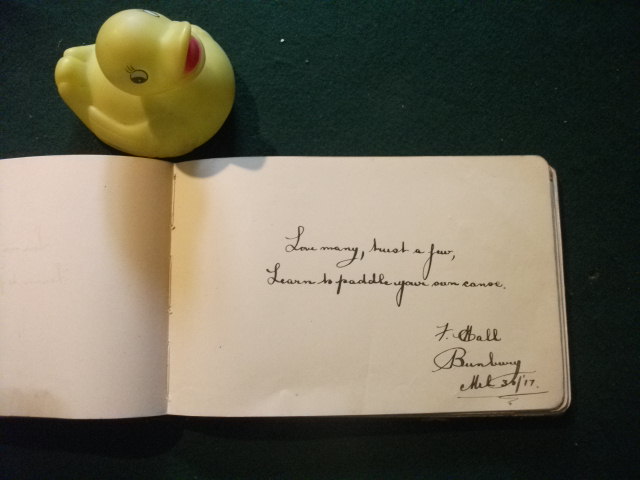 Love many, trust a few,
Learn to paddle your own canoe.
F. Hall
Bunbury